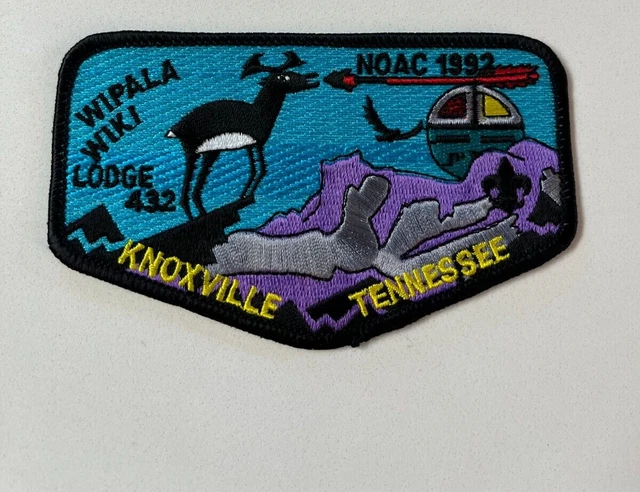 WIPALA
WIKI
LODGE
432
NOAC 1992
KNOXVILLE
TENNESSEE